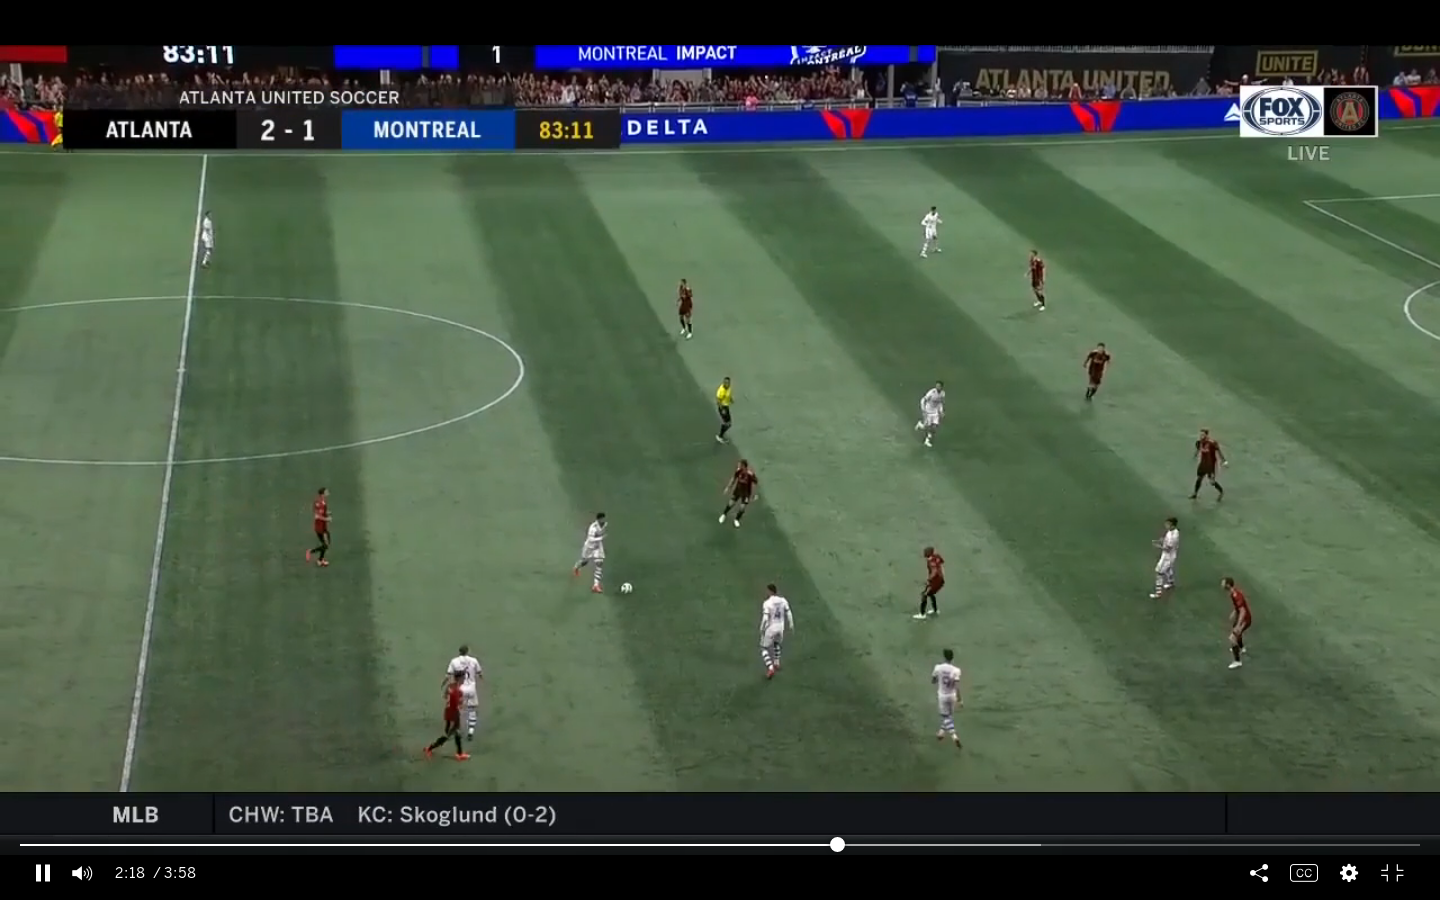 83:11
1
MONTREAL IMPACT
ATLANTA UNITED
UNITE
ATLANTA UNITED SOCCER
ATLANTA 2 - 1 MONTREAL 83:11
DELTA
FOX
SPORTS
LIVE
MLB CHW: TBA KC: Skoglund (0-2)
2:18 / 3:58
CC